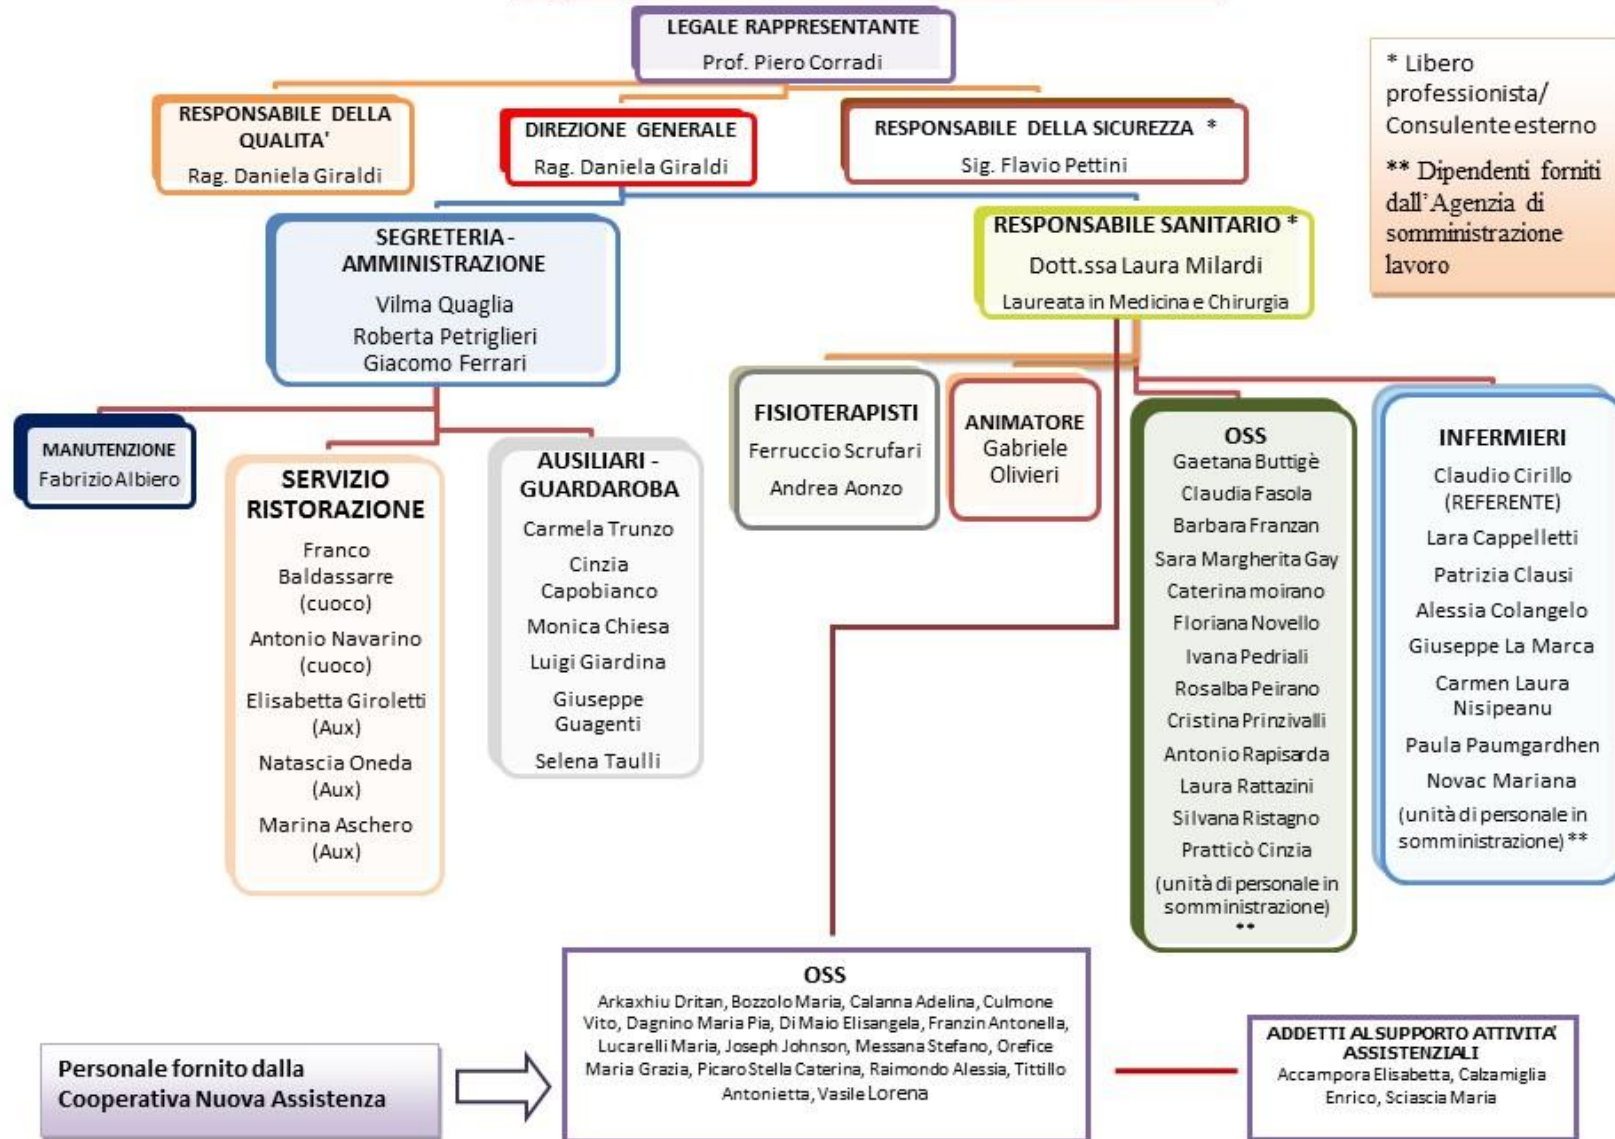 LEGALE RAPPRESENTANTE
Prof. Piero Corradi
* Libero
professionista/
Consulente esterno
** Dipendenti forniti
dall'Agenzia di
somministrazione
lavoro
RESPONSABILE DELLA
QUALITA'
Rag. Daniela Giraldi
DIREZIONE GENERALE
Rag. Daniela Giraldi
RESPONSABILE DELLA SICUREZZA *
Sig. Flavio Pettini
SEGRETERIA -
AMMINISTRAZIONE
Vilma Quaglia
Roberta Petriglieri
Giacomo Ferrari
RESPONSABILE SANITARIO *
Dott.ssa Laura Milardi
Laureata in Medicina e Chirurgia
MANUTENZIONE
Fabrizio Albiero
SERVIZIO
RISTORAZIONE
Franco
Baldassarre
(cuoco)
Antonio Navarino
(cuoco)
Elisabetta Giroletti
(Aux)
Natascia Oneda
(Aux)
Marina Aschero
(Aux)
AUSILIARI -
GUARDAROBA
Carmela Trunzo
Cinzia
Capobianco
Monica Chiesa
Luigi Giardina
Giuseppe
Guagenti
Selena Taulli
FISIOTERAPISTI
Ferruccio Scrufari
Andrea Aonzo
ANIMATORE
Gabriele
Olivieri
OSS
Gaetana Buttigè
Claudia Fasola
Barbara Franzan
Sara Margherita Gay
Caterina moirano
Floriana Novello
Ivana Pedriali
Rosalba Peirano
Cristina Prinzivalli
Antonio Rapisarda
Laura Rattazini
Silvana Ristagno
Pratticò Cinzia
(unità di personale in
somministrazione)
**
INFERMIERI
Claudio Cirillo
(REFERENTE)
Lara Cappelletti
Patrizia Clausi
Alessia Colangelo
Giuseppe La Marca
Carmen Laura
Nisipeanu
Paula Paumgardhen
Novac Mariana
(unità di personale in
somministrazione) **
Personale fornito dalla
Cooperativa Nuova Assistenza
OSS
Arkaxhiu Dritan, Bozzolo Maria, Calanna Adelina, Culmone
Vito, Dagnino Maria Pia, Di Maio Elisangela, Franzin Antonella,
Lucarelli Maria, Joseph Johnson, Messana Stefano, Orefice
Maria Grazia, Picaro Stella Caterina, Raimondo Alessia, Tittillo
Antonietta, Vasile Lorena
ADDETTI AL SUPPORTO ATTIVITA'
ASSISTENZIALI
Accampora Elisabetta, Calzamiglia
Enrico, Sciascia Maria